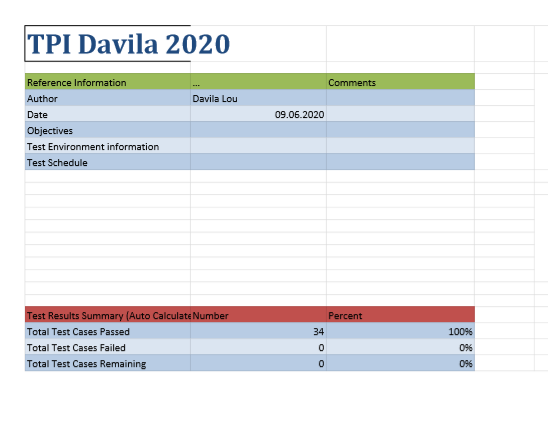 TPI Davila 2020
Reference Information ... Comments
Author Davila Lou
Date 09.06.2020
Objectives
Test Environment information
Test Schedule
Test Results Summary (Auto Calculate Number Percent
Total Test Cases Passed 34 100%
Total Test Cases Failed 0 0%
Total Test Cases Remaining 0 0%